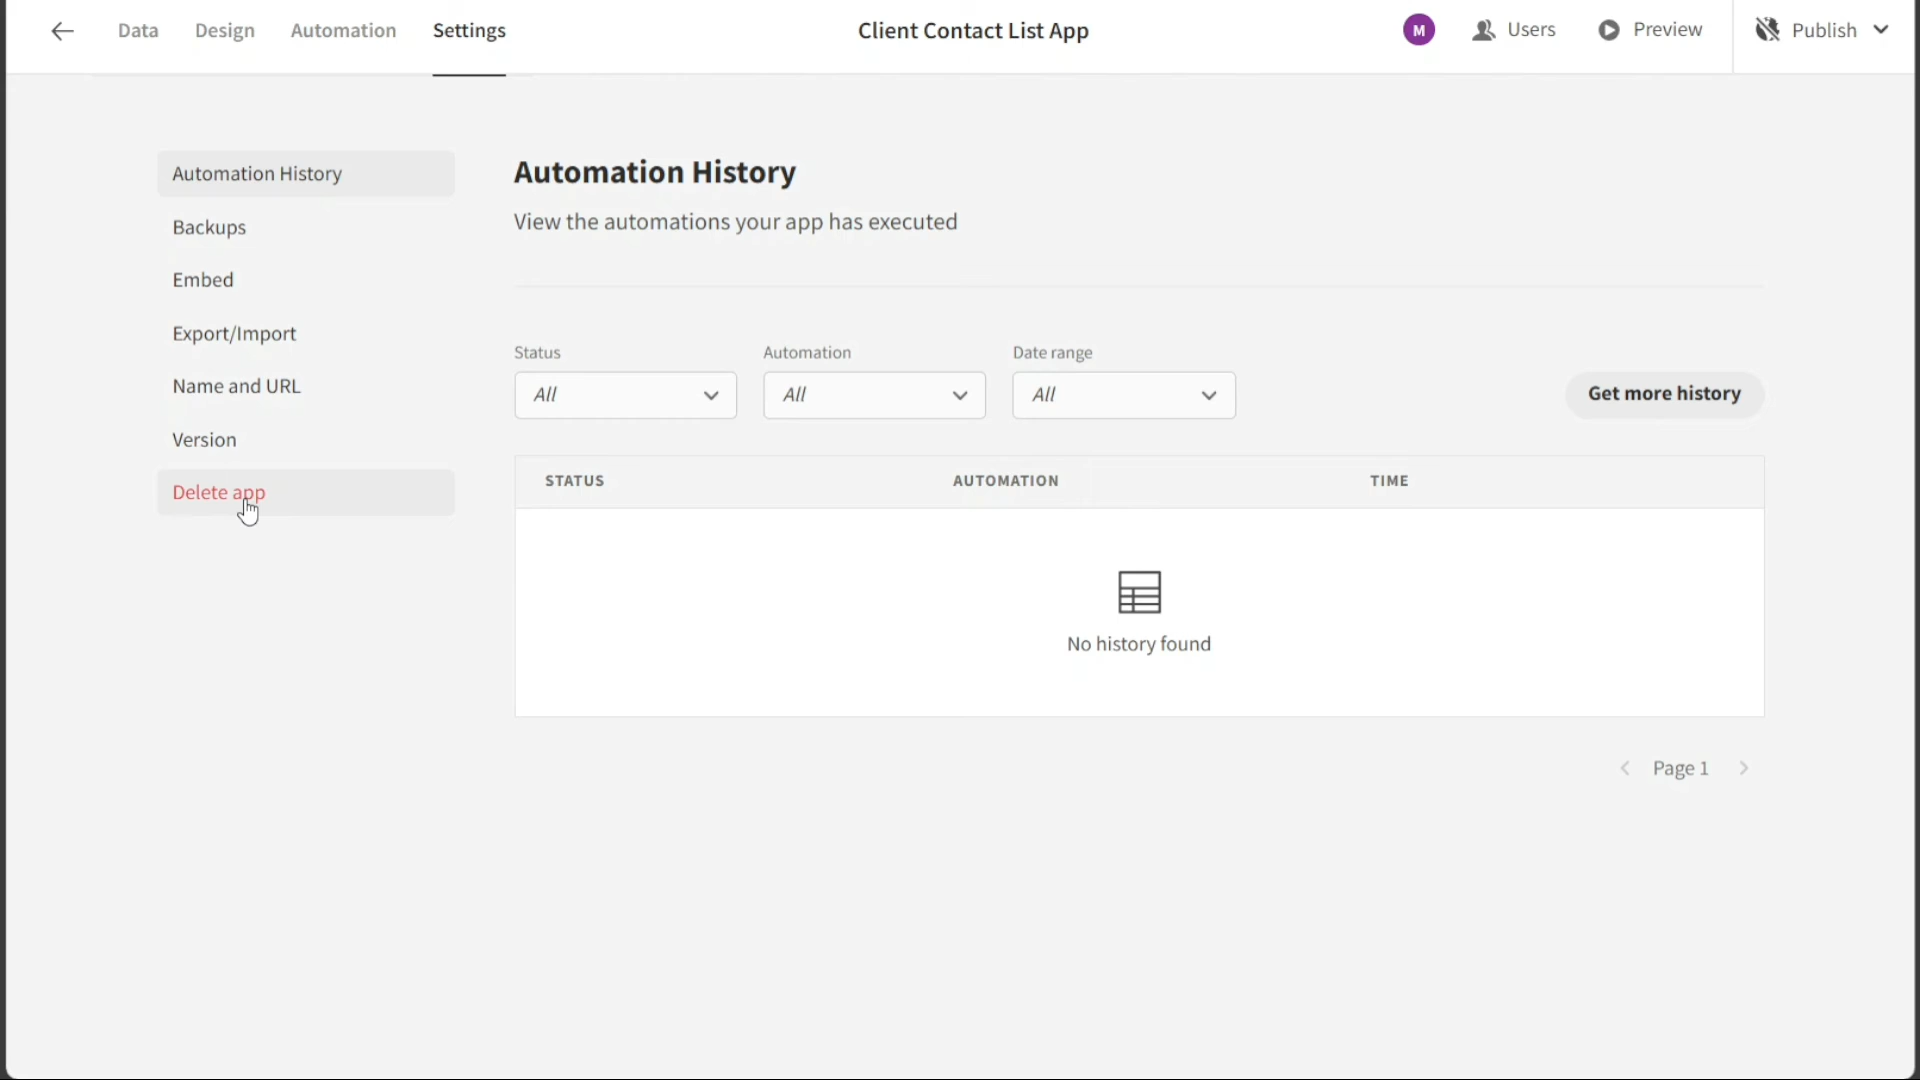 Data Design Automation Settings Client Contact List App M Users Preview Publish
Automation History
Backups
Embed
Export/Import
Name and URL
Version
Delete app
Automation History
View the automations your app has executed
Status Automation Date range
All All All Get more history
STATUS AUTOMATION TIME
No history found
Page 1